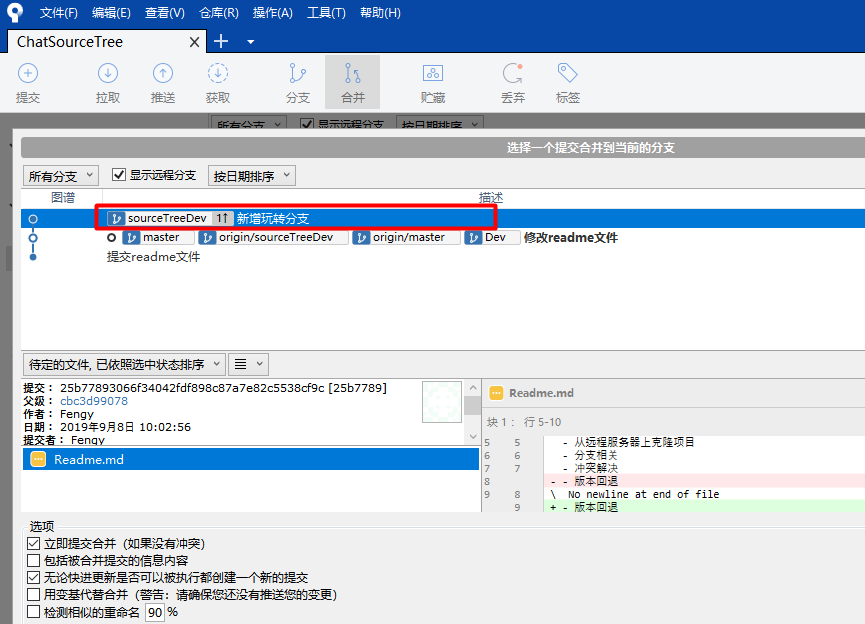 文件(F) 编辑(E) 查看(V) 仓库(R) 操作(A) 工具(T) 帮助(H)
ChatSourceTree
提交 拉取 推送 获取 分支 合并 贮藏 丢弃 标签
所有分支 显示远程分支 按日期排序
选择一个提交合并到当前的分支
所有分支 显示远程分支 按日期排序
图谱 描述
sourceTreeDev 1↑ 新增玩转分支
master origin/sourceTreeDev origin/master Dev 修改readme文件
提交readme文件
待定的文件, 已依照选中状态排序
提交： 25b77893066f34042fdf898c87a7e82c5538cf9c [25b7789]
父级： cbc3d99078
作者： Fengy
日期： 2019年9月8日 10:02:56
提交者： Fengy
Readme.md
Readme.md
块 1： 行 5-10
5 5 - 从远程服务器上克隆项目
6 6 - 分支相关
7 7 - 冲突解决
8 - - 版本回退
9 8 \ No newline at end of file
9 + - 版本回退
选项
立即提交合并（如果没有冲突）
包括被合并提交的信息内容
无论快进更新是否可以被执行都创建一个新的提交
用变基代替合并（警告：请确保您还没有推送您的变更）
检测相似的重命名 90 %